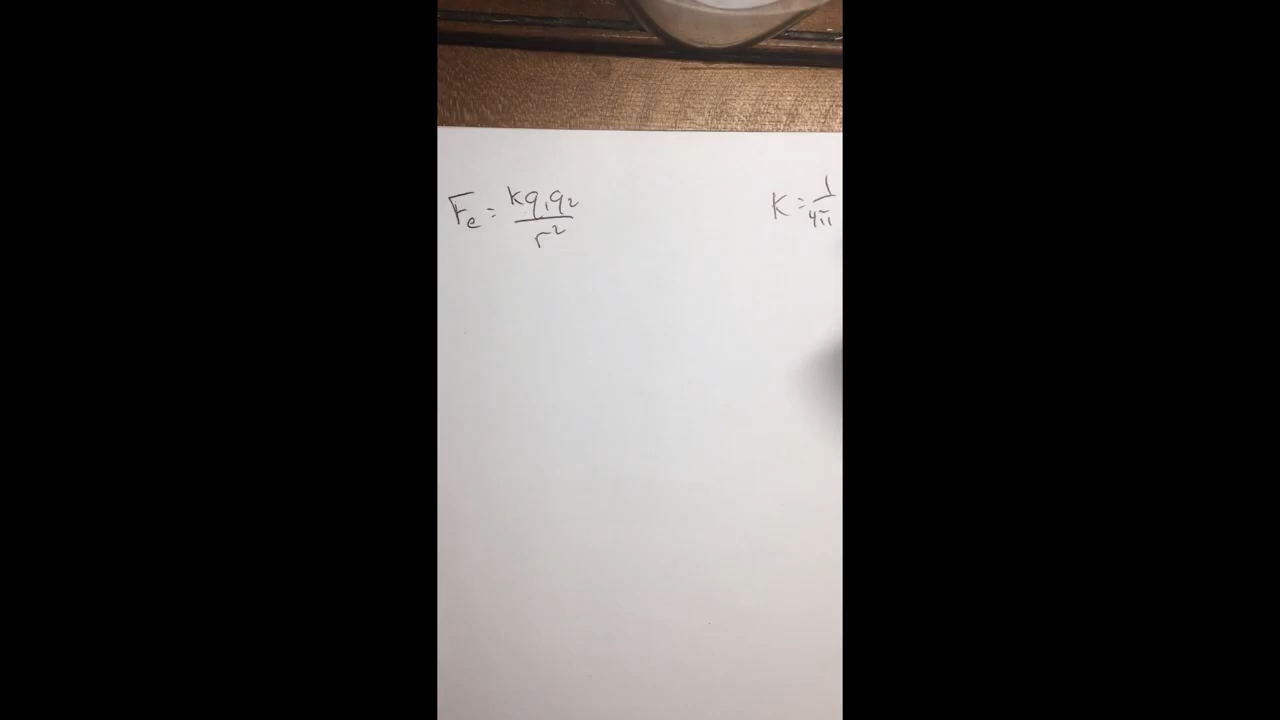 Fe = kq1q2/r²
K = 1/4π